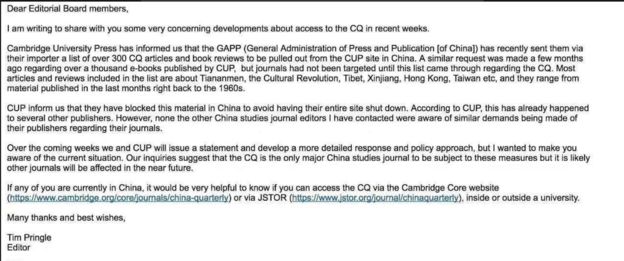 Dear Editorial Board members,
I am writing to share with you some very concerning developments about access to the CQ in recent weeks.
Cambridge University Press has informed us that the GAPP (General Administration of Press and Publication [of China]) has recently sent them via
their importer a list of over 300 CQ articles and book reviews to be pulled out from the CUP site in China. A similar request was made a few months
ago regarding over a thousand e-books published by CUP,  but journals had not been targeted until this list came through regarding the CQ. Most
articles and reviews included in the list are about Tiananmen, the Cultural Revolution, Tibet, Xinjiang, Hong Kong, Taiwan etc, and they range from
material published in the last months right back to the 1960s.
CUP inform us that they have blocked this material in China to avoid having their entire site shut down. According to CUP, this has already happened
to several other publishers. However, none the other China studies journal editors I have contacted were aware of similar demands being made of
their publishers regarding their journals.
Over the coming weeks we and CUP will issue a statement and develop a more detailed response and policy approach, but I wanted to make you
aware of the current situation. Our inquiries suggest that the CQ is the only major China studies journal to be subject to these measures but it is likely
other journals will be affected in the near future.
If any of you are currently in China, it would be very helpful to know if you can access the CQ via the Cambridge Core website
(https://www.cambridge.org/core/journals/china-quarterly) or via JSTOR (https://www.jstor.org/journal/chinaquarterly), inside or outside a university.
Many thanks and best wishes,
Tim Pringle
Editor